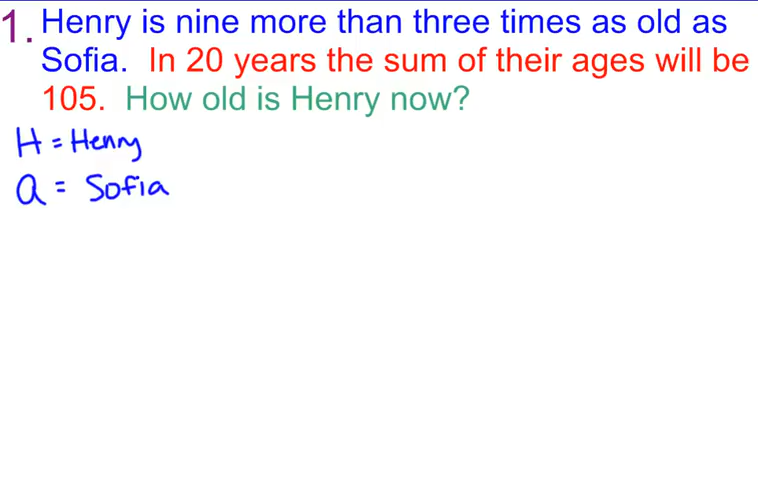 1. Henry is nine more than three times as old as
Sofia. In 20 years the sum of their ages will be
105. How old is Henry now?
H = Henry
a = Sofia